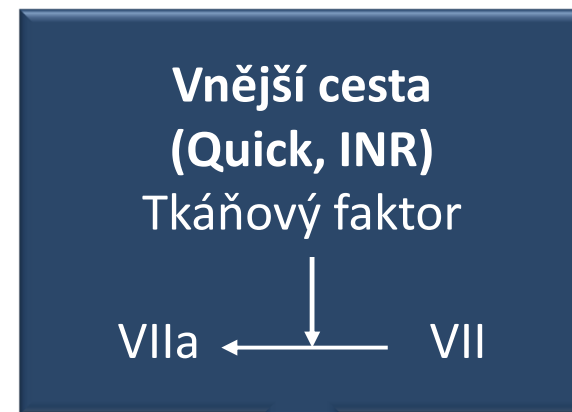 Vnější cesta
(Quick, INR)
Tkáňový faktor
VIIa VII